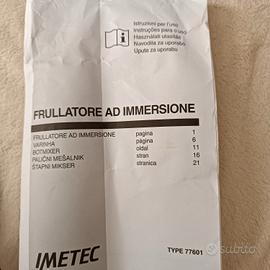 Istruzioni per l'uso
Instruções para o uso
Használati utasítás
Navodila za uporabo
Upute za uporabu
FRULLATORE AD IMMERSIONE
FRULLATORE AD IMMERSIONE pagina 1
VARINHA página 6
BOTMIXER oldal 11
PALIČNI MEŠALNIK stran 16
ŠTAPNI MIKSER stranica 21
IMETEC
TYPE 77601
subito